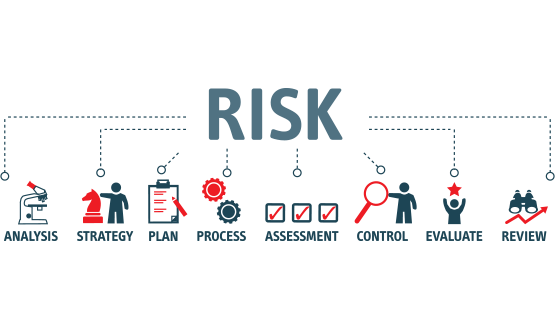 RISK
ANALYSIS
STRATEGY
PLAN
PROCESS
ASSESSMENT
CONTROL
EVALUATE
REVIEW